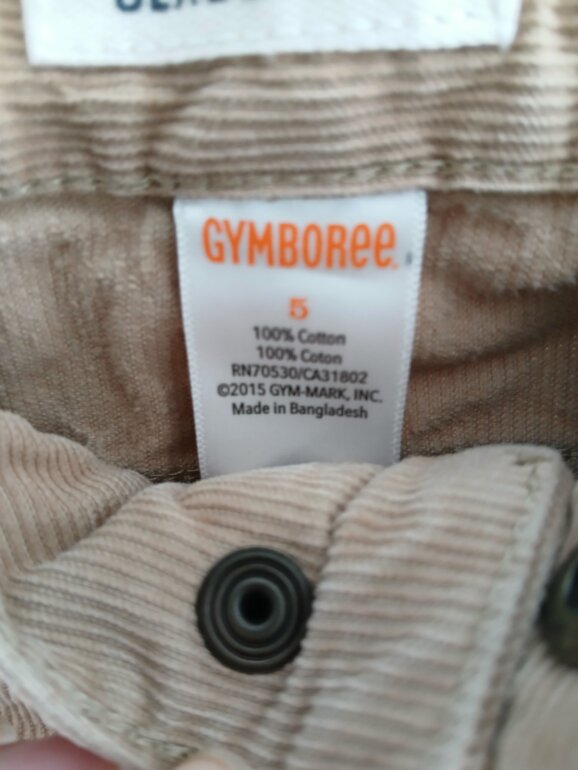 GYMBOREE
5
100% Cotton
100% Coton
RN70530/CA31802
©2015 GYM-MARK, INC.
Made in Bangladesh